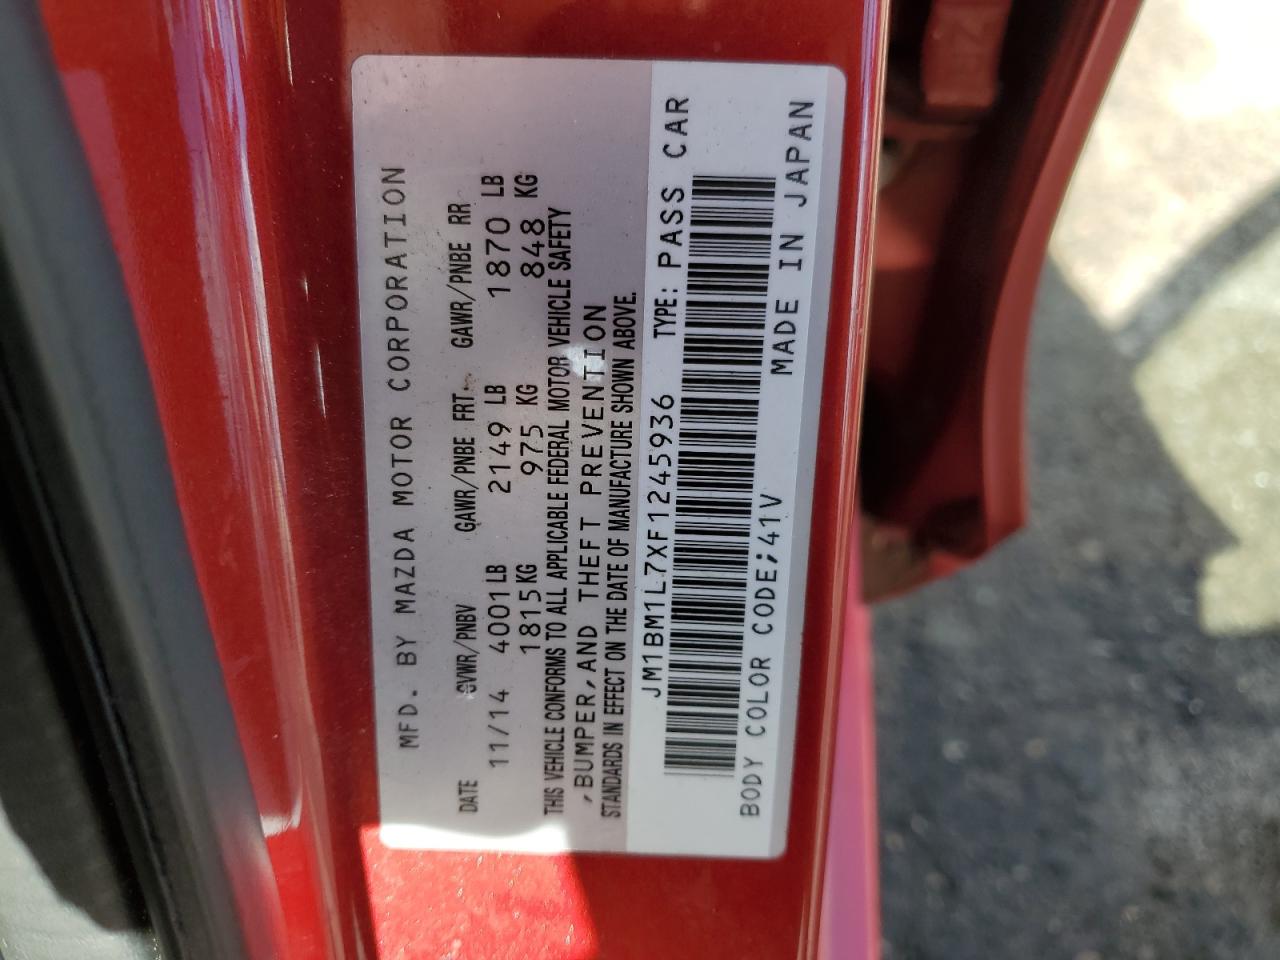 MFD. BY MAZDA MOTOR CORPORATION
DATE GVWR/PNBV GAWR/PNBE FRT. GAWR/PNBE RR
11/14 4001LB 2149 LB 1870 LB
1815KG 975 KG 848 KG
THIS VEHICLE CONFORMS TO ALL APPLICABLE FEDERAL MOTOR VEHICLE SAFETY
,BUMPER,AND THEFT PREVENTION
STANDARDS IN EFFECT ON THE DATE OF MANUFACTURE SHOWN ABOVE.
JM1BM1L7XF1245936 TYPE: PASS CAR
BODY COLOR CODE;41V MADE IN JAPAN